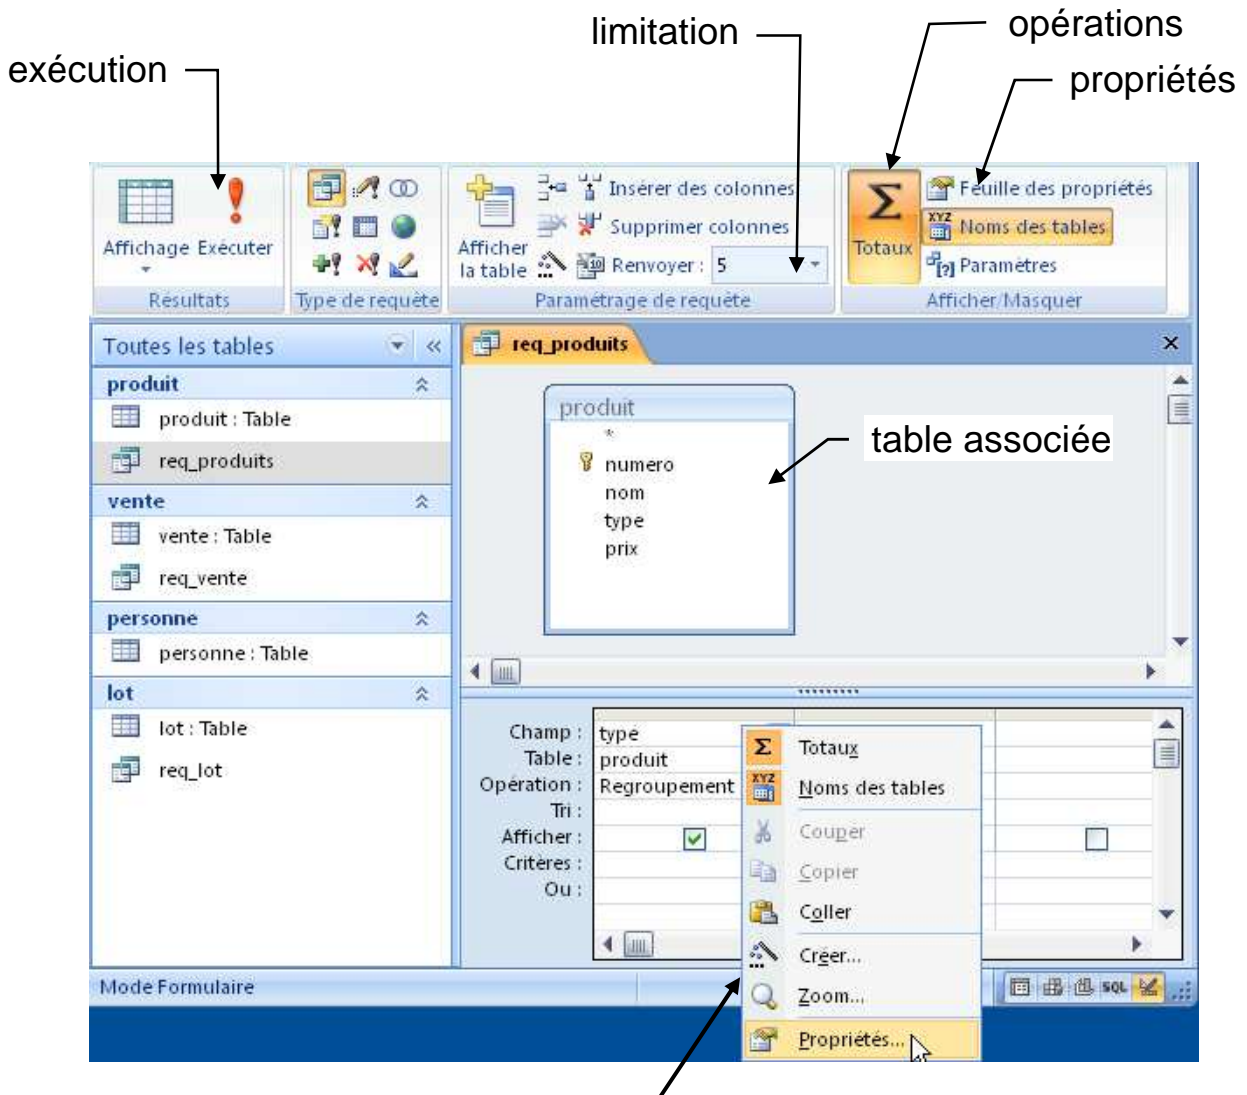 limitation
opérations
exécution
propriétés
Affichage
Exécuter
Résultats
Type de requête
Afficher
la table
Insérer des colonnes
Supprimer colonnes
Renvoyer : 5
Paramétrage de requête
Totaux
Feuille des propriétés
Noms des tables
Paramètres
Afficher/Masquer
Toutes les tables
produit
produit : Table
req_produits
vente
vente : Table
req_vente
personne
personne : Table
lot
lot : Table
req_lot
req_produits
produit
*
numero
nom
type
prix
table associée
Champ : type
Table : produit
Opération : Regroupement
Tri :
Afficher :
Critères :
Ou :
Totaux
Noms des tables
Couper
Copier
Coller
Créer...
Zoom...
Propriétés...
Mode Formulaire
SQL